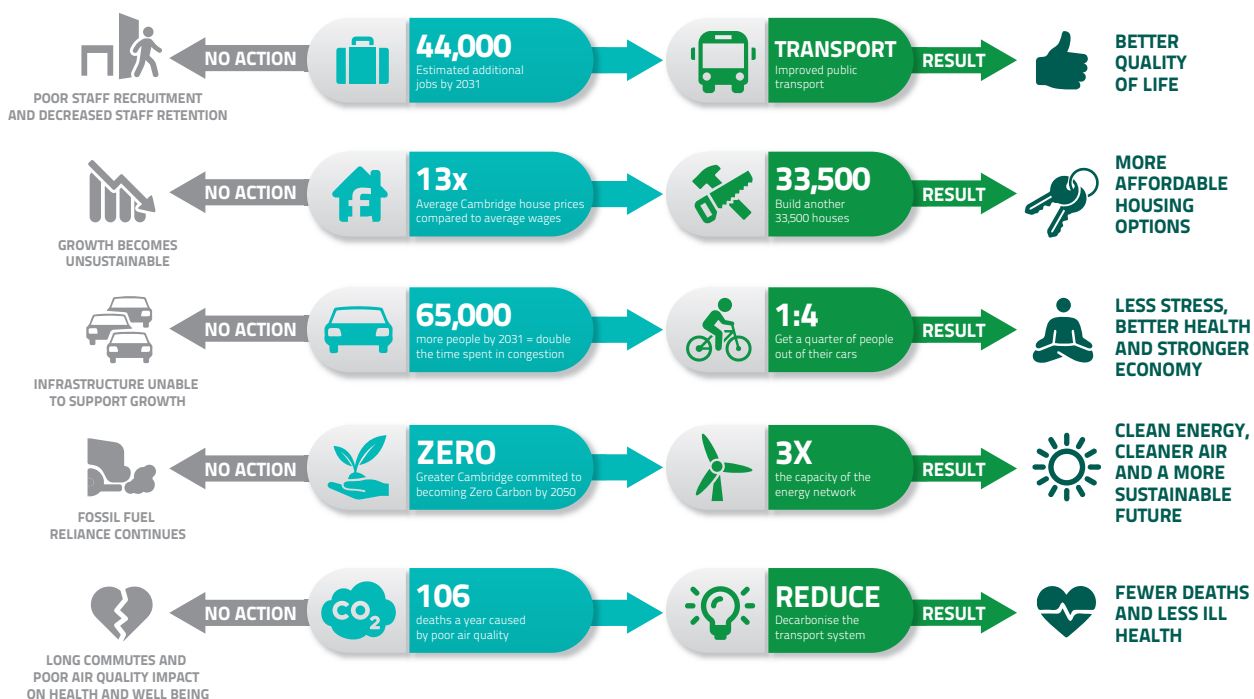 NO ACTION
44,000
Estimated additional
jobs by 2031
TRANSPORT
Improved public
transport
RESULT
BETTER
QUALITY
OF LIFE
POOR STAFF RECRUITMENT
AND DECREASED STAFF RETENTION
NO ACTION
13x
Average Cambridge house prices
compared to average wages
33,500
Build another
33,500 houses
RESULT
MORE
AFFORDABLE
HOUSING
OPTIONS
GROWTH BECOMES
UNSUSTAINABLE
NO ACTION
65,000
more people by 2031 = double
the time spent in congestion
1:4
Get a quarter of people
out of their cars
RESULT
LESS STRESS,
BETTER HEALTH
AND STRONGER
ECONOMY
INFRASTRUCTURE UNABLE
TO SUPPORT GROWTH
NO ACTION
ZERO
Greater Cambridge commited to
becoming Zero Carbon by 2050
3X
the capacity of the
energy network
RESULT
CLEAN ENERGY,
CLEANER AIR
AND A MORE
SUSTAINABLE
FUTURE
FOSSIL FUEL
RELIANCE CONTINUES
NO ACTION
CO2
106
deaths a year caused
by poor air quality
REDUCE
Decarbonise the
transport system
RESULT
FEWER DEATHS
AND LESS ILL
HEALTH
LONG COMMUTES AND
POOR AIR QUALITY IMPACT
ON HEALTH AND WELL BEING